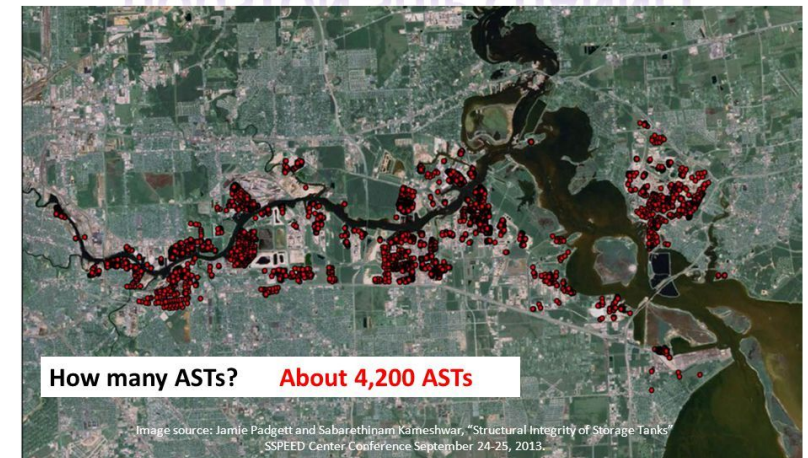 How many ASTs? About 4,200 ASTs
Image source: Jamie Padgett and Sabarethinam Kameshwar, “Structural Integrity of Storage Tanks”
SSPEED Center Conference September 24-25, 2013.